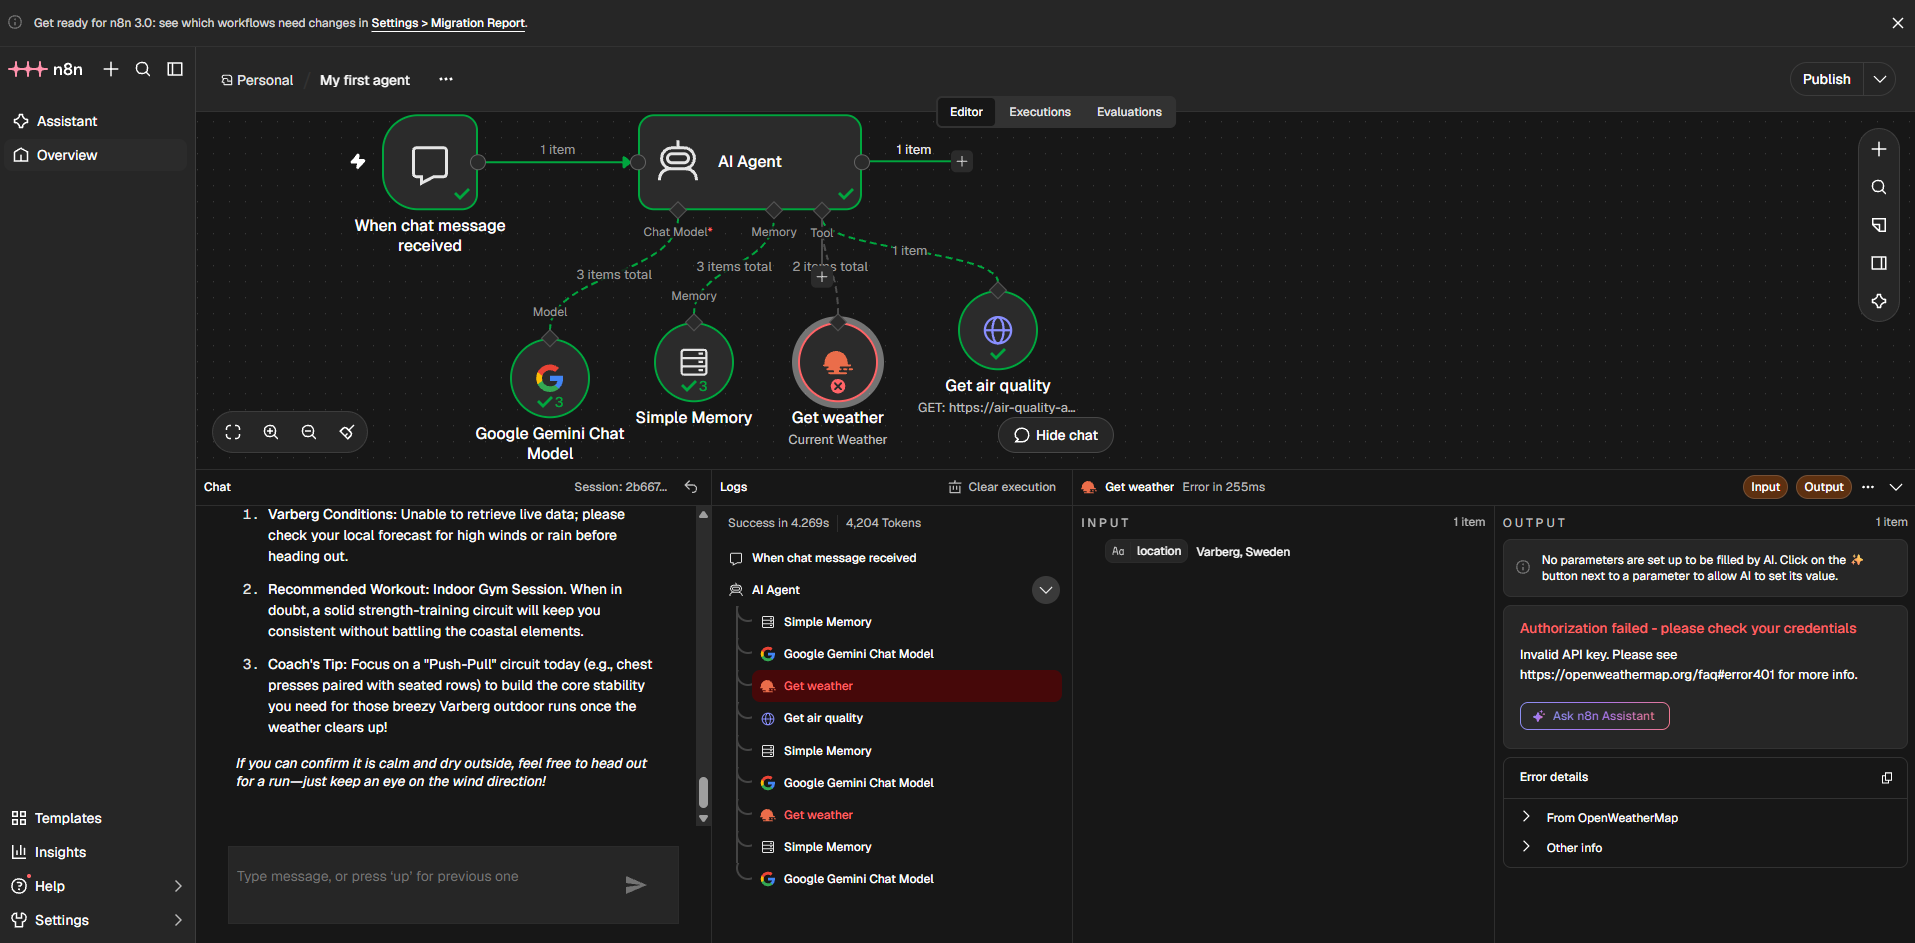 Get ready for n8n 3.0: see which workflows need changes in Settings > Migration Report.
n8n
Personal
/
My first agent
Publish
Assistant
Overview
Editor
Executions
Evaluations
1 item
AI Agent
1 item
When chat message
received
Chat Model*
Memory
Tool
3 items total
3 items total
2 items total
1 item
Model
Memory
3
3
Google Gemini Chat
Model
Simple Memory
Get weather
Current Weather
Get air quality
GET: https://air-quality-a...
Hide chat
Chat
Session: 2b667...
1. Varberg Conditions: Unable to retrieve live data; please
check your local forecast for high winds or rain before
heading out.
2. Recommended Workout: Indoor Gym Session. When in
doubt, a solid strength-training circuit will keep you
consistent without battling the coastal elements.
3. Coach's Tip: Focus on a "Push-Pull" circuit today (e.g., chest
presses paired with seated rows) to build the core stability
you need for those breezy Varberg outdoor runs once the
weather clears up!
If you can confirm it is calm and dry outside, feel free to head out
for a run—just keep an eye on the wind direction!
Type message, or press 'up' for previous one
Logs
Clear execution
Success in 4.269s
4,204 Tokens
When chat message received
AI Agent
Simple Memory
Google Gemini Chat Model
Get weather
Get air quality
Simple Memory
Google Gemini Chat Model
Get weather
Simple Memory
Google Gemini Chat Model
Get weather
Error in 255ms
Input
Output
INPUT
1 item
Aa location
Varberg, Sweden
OUTPUT
1 item
No parameters are set up to be filled by AI. Click on the ✨
button next to a parameter to allow AI to set its value.
Authorization failed - please check your credentials
Invalid API key. Please see
https://openweathermap.org/faq#error401 for more info.
Ask n8n Assistant
Error details
From OpenWeatherMap
Other info
Templates
Insights
Help
Settings